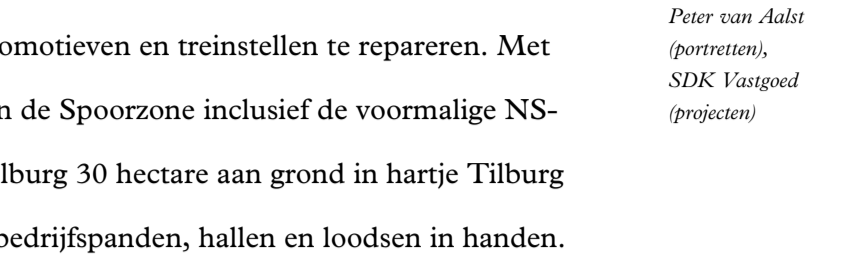 omotieven en treinstellen te repareren. Met
de Spoorzone inclusief de voormalige NS-
lburg 30 hectare aan grond in hartje Tilburg
bedrijfspanden, hallen en loodsen in handen.
Peter van Aalst
(portretten),
SDK Vastgoed
(projecten)